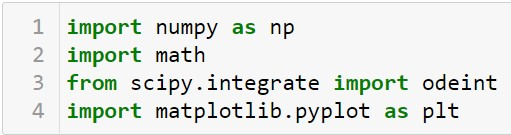 1 import numpy as np
2 import math
3 from scipy.integrate import odeint
4 import matplotlib.pyplot as plt